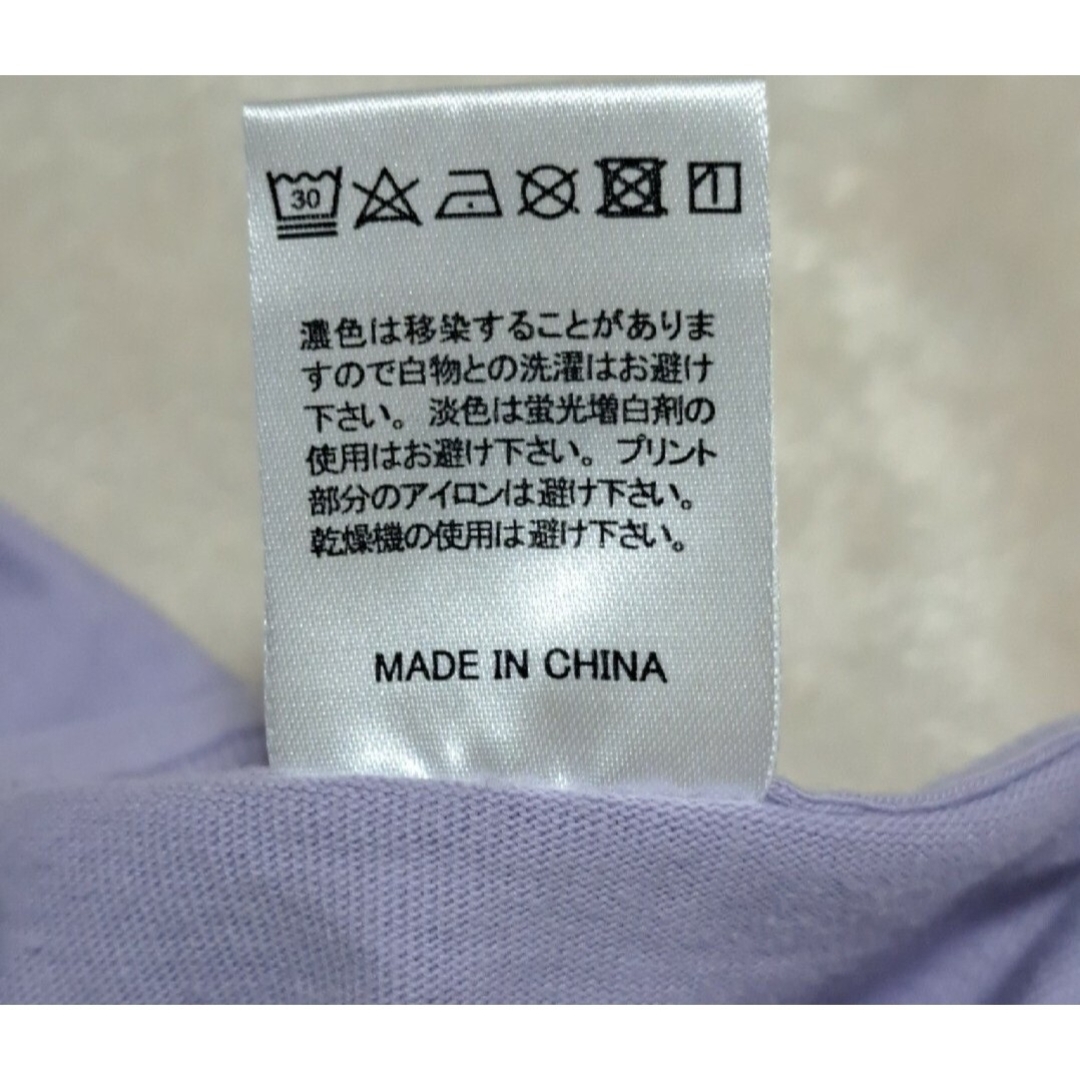 30
濃色は移染することがありま
すので白物との洗濯はお避け
下さい。淡色は蛍光増白剤の
使用はお避け下さい。プリント
部分のアイロンは避け下さい。
乾燥機の使用は避け下さい。
MADE IN CHINA